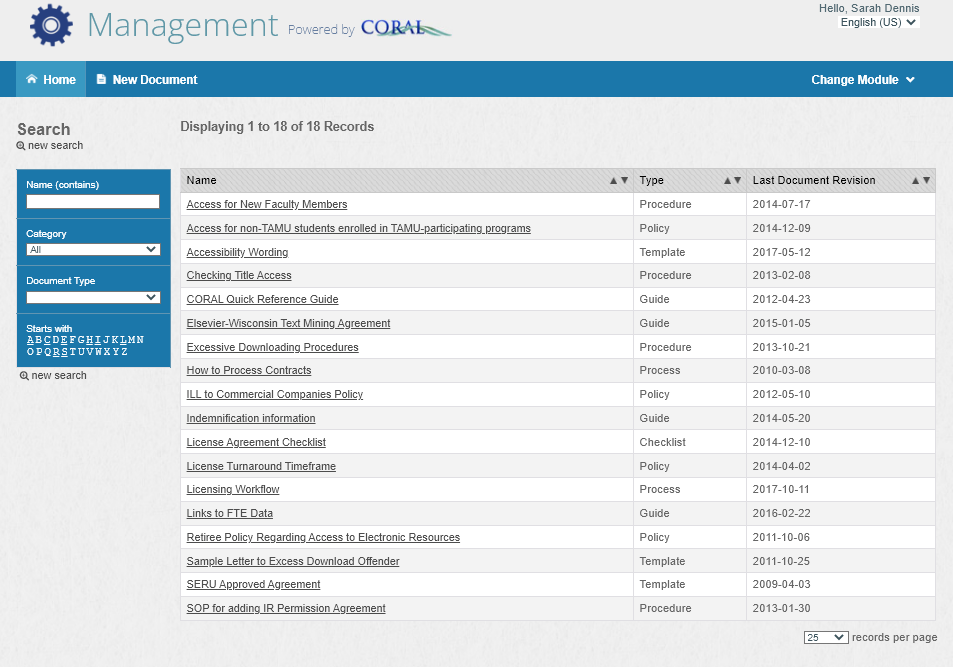 Management Powered by CORAL
Hello, Sarah Dennis
English (US)
Home New Document Change Module
Search
new search
Name (contains)
Category
All
Document Type
Starts with
A B C D E F G H I J K L M N
O P Q R S T U V W X Y Z
new search
Displaying 1 to 18 of 18 Records
Name Type Last Document Revision
Access for New Faculty Members Procedure 2014-07-17
Access for non-TAMU students enrolled in TAMU-participating programs Policy 2014-12-09
Accessibility Wording Template 2017-05-12
Checking Title Access Procedure 2013-02-08
CORAL Quick Reference Guide Guide 2012-04-23
Elsevier-Wisconsin Text Mining Agreement Guide 2015-01-05
Excessive Downloading Procedures Procedure 2013-10-21
How to Process Contracts Process 2010-03-08
ILL to Commercial Companies Policy Policy 2012-05-10
Indemnification information Guide 2014-05-20
License Agreement Checklist Checklist 2014-12-10
License Turnaround Timeframe Policy 2014-04-02
Licensing Workflow Process 2017-10-11
Links to FTE Data Guide 2016-02-22
Retiree Policy Regarding Access to Electronic Resources Policy 2011-10-06
Sample Letter to Excess Download Offender Template 2011-10-25
SERU Approved Agreement Template 2009-04-03
SOP for adding IR Permission Agreement Procedure 2013-01-30
25 records per page